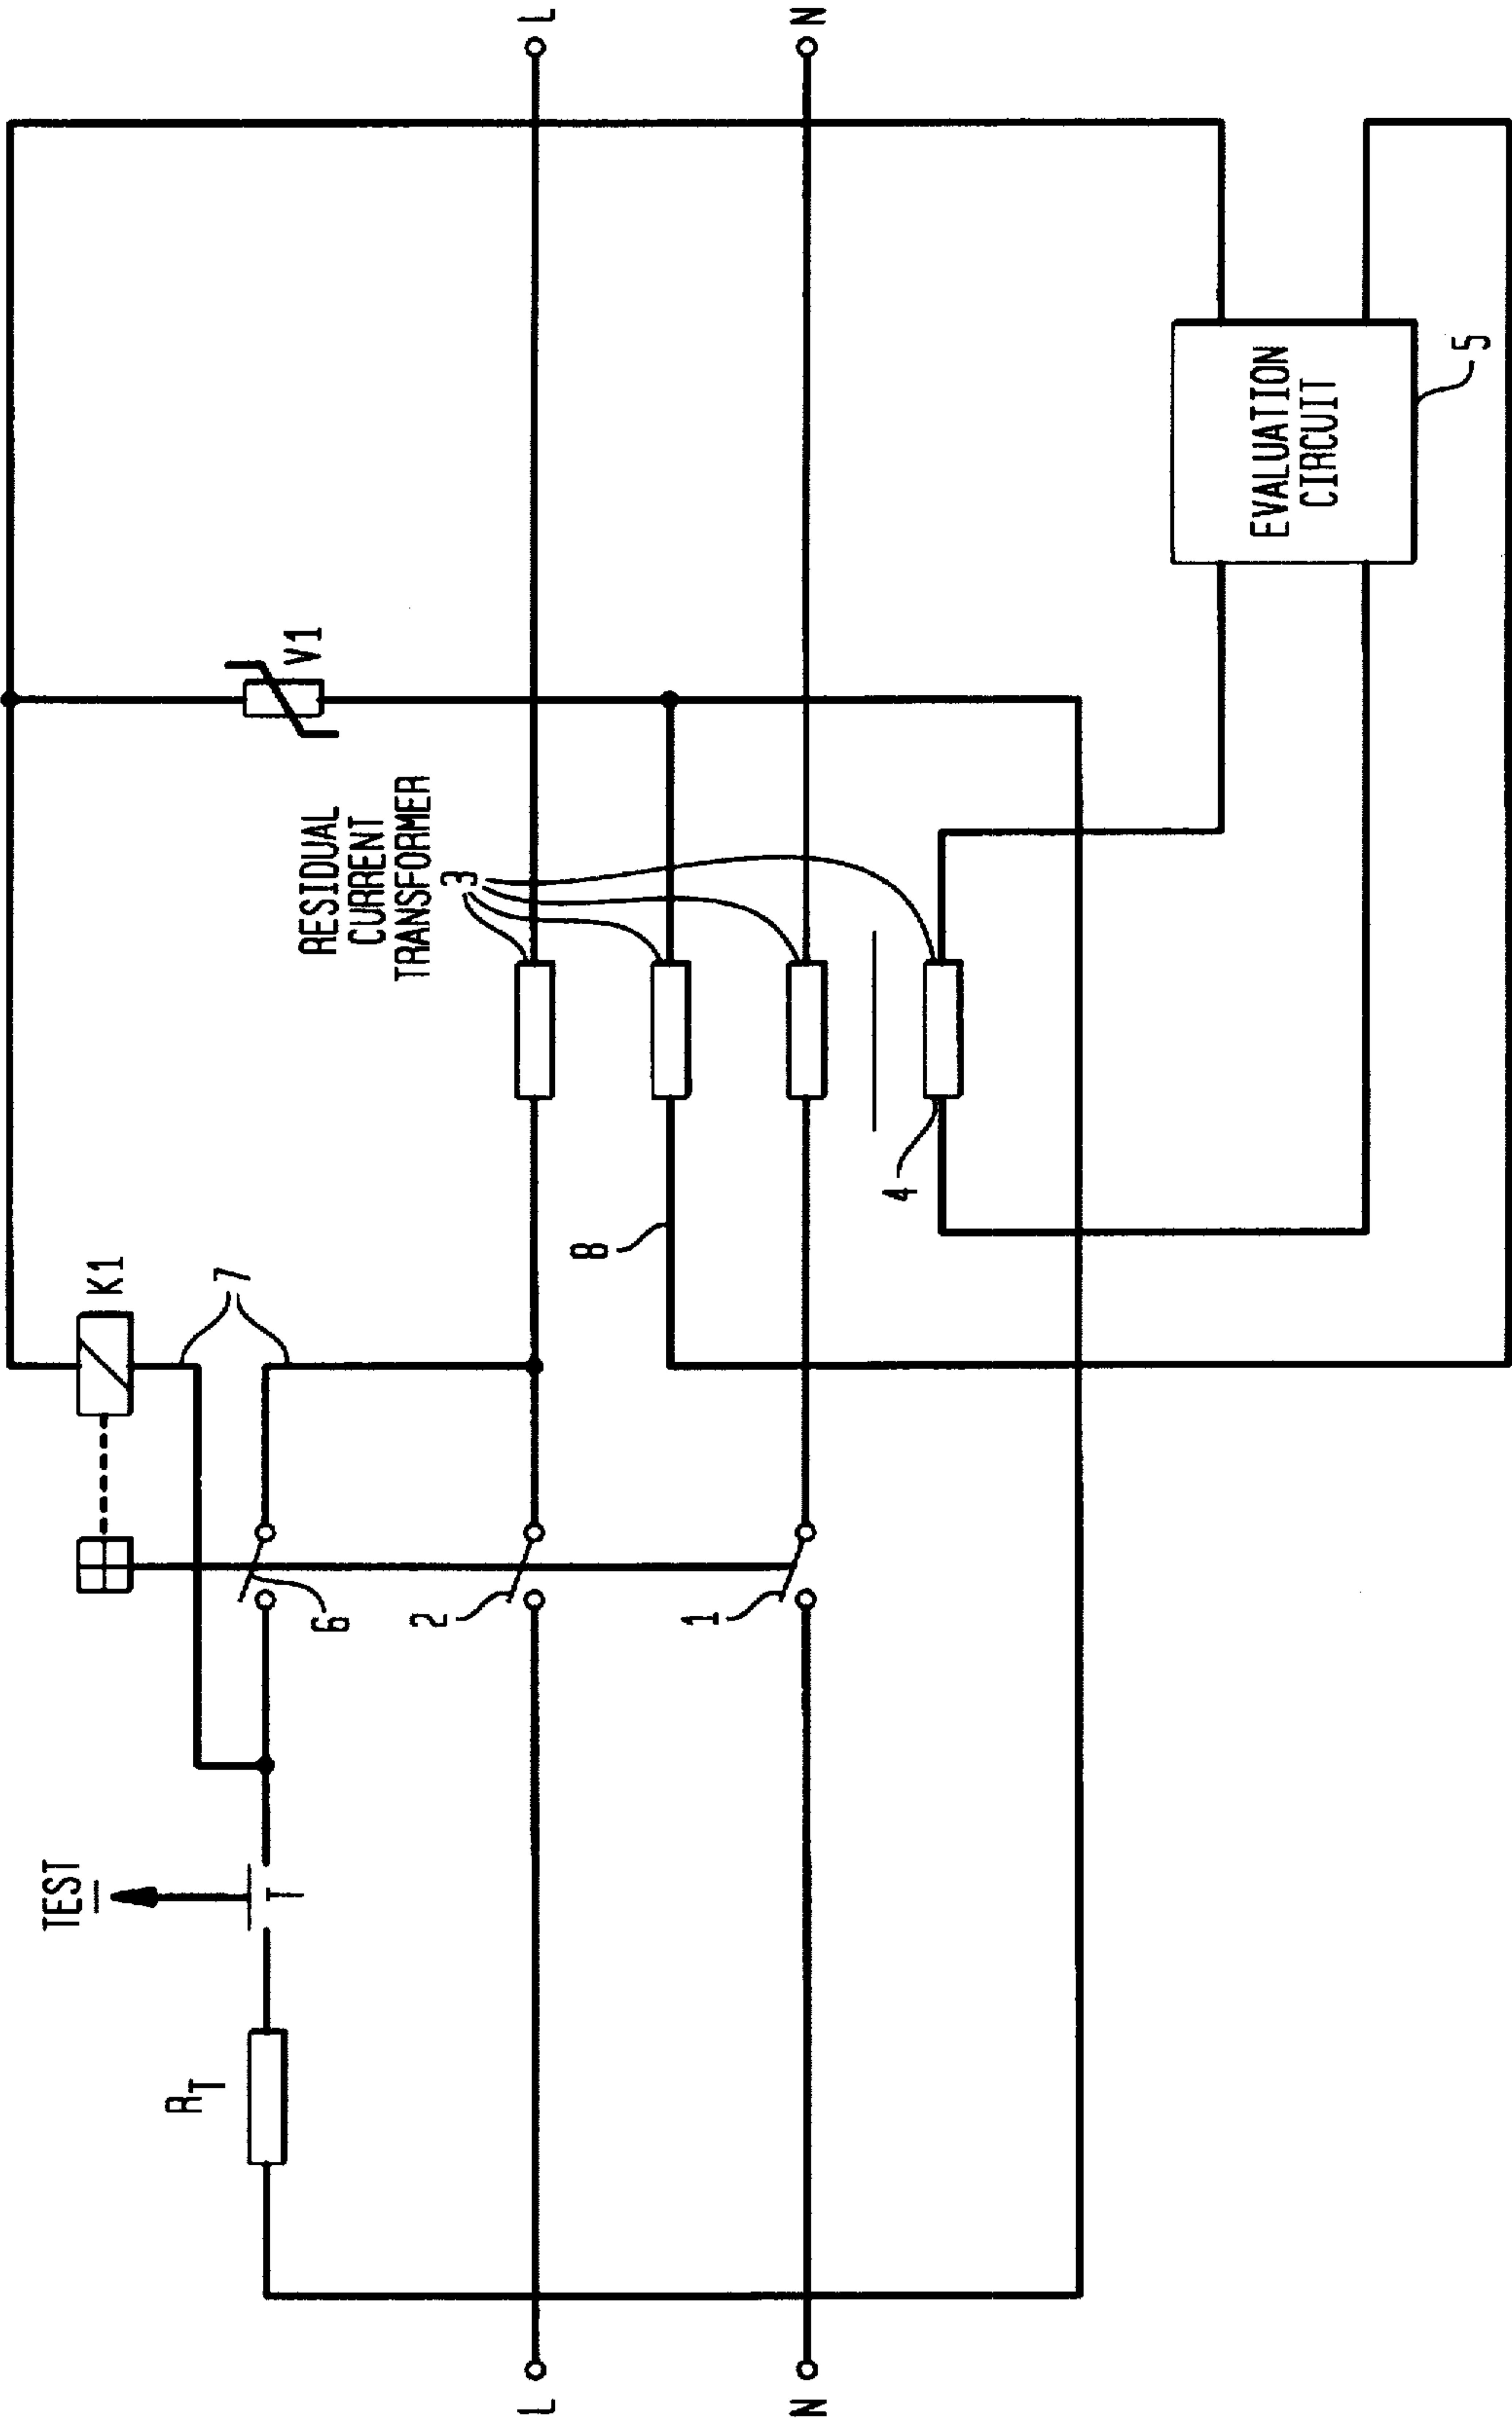 TEST
T
R_T
K1
7
6
2
1
8
RESIDUAL
CURRENT
TRANSFORMER
3
4
V1
EVALUATION
CIRCUIT
5
L
N
L
N